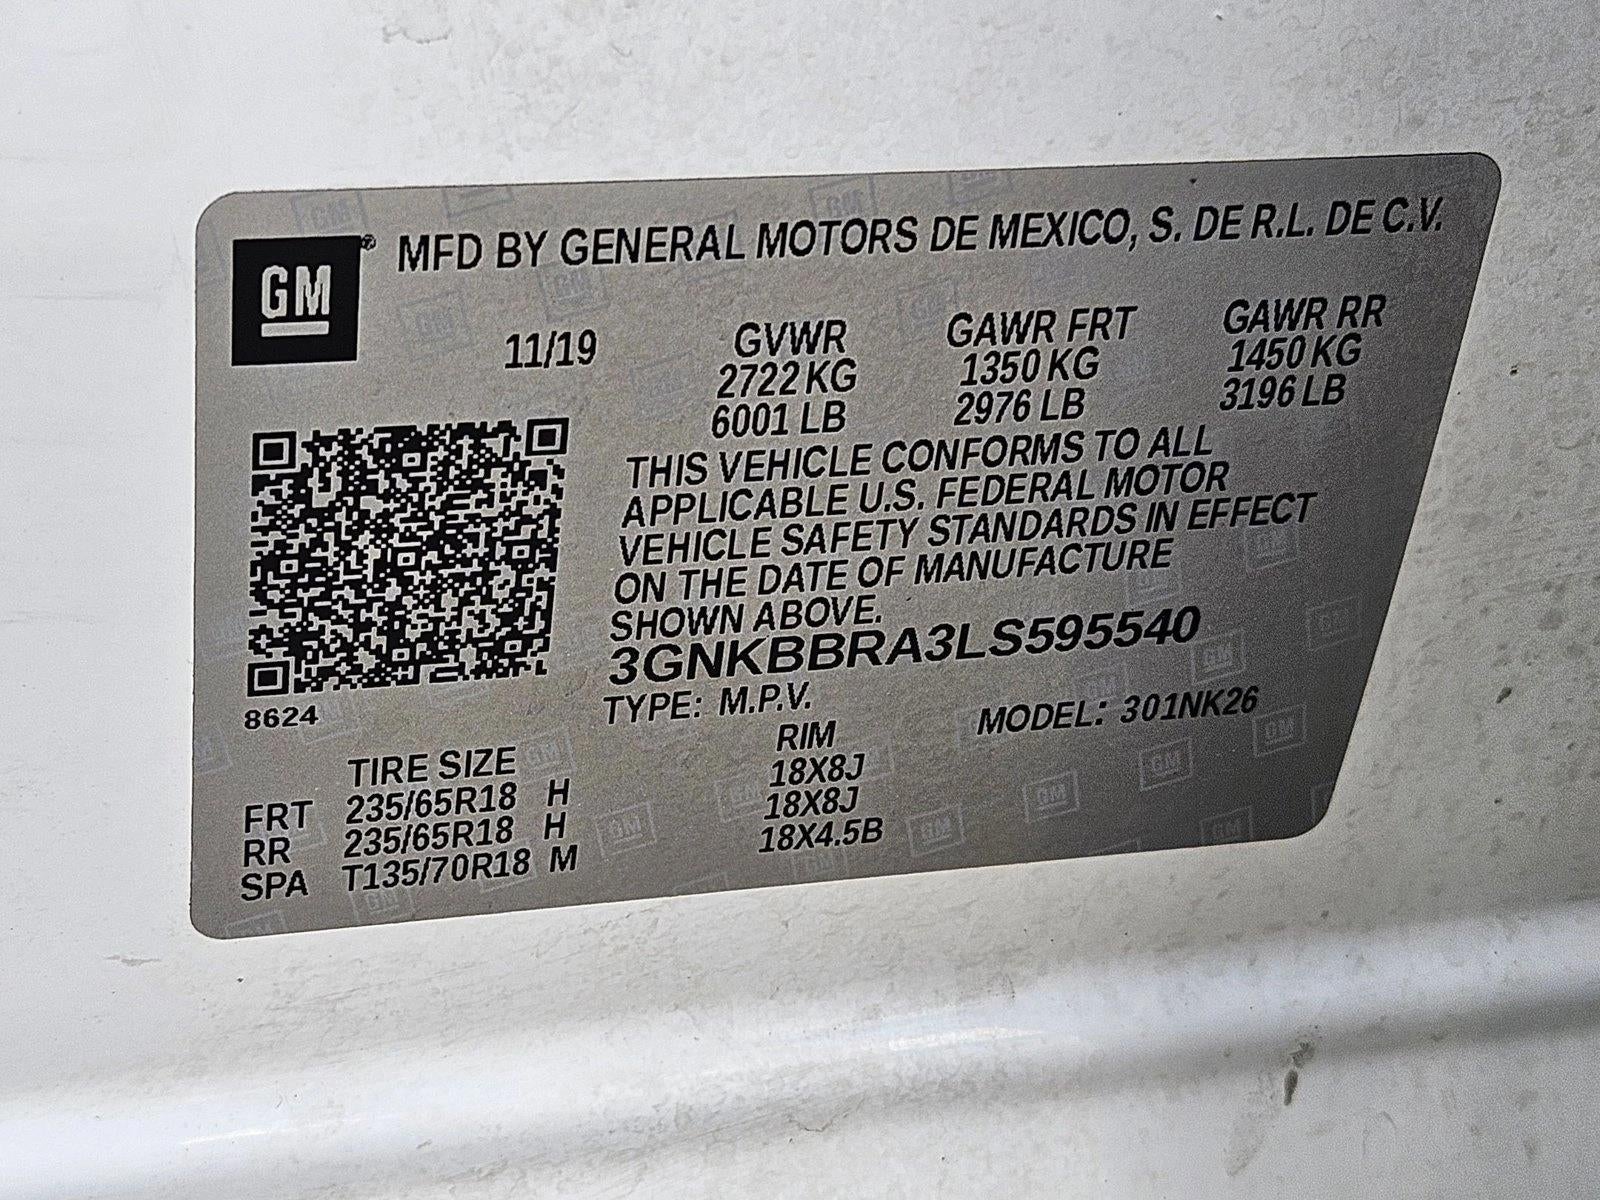 GM® MFD BY GENERAL MOTORS DE MEXICO, S. DE R.L. DE C.V.
11/19 GVWR GAWR FRT GAWR RR
2722 KG 1350 KG 1450 KG
6001 LB 2976 LB 3196 LB
THIS VEHICLE CONFORMS TO ALL
APPLICABLE U.S. FEDERAL MOTOR
VEHICLE SAFETY STANDARDS IN EFFECT
ON THE DATE OF MANUFACTURE
SHOWN ABOVE.
3GNKBBRA3LS595540
8624
TYPE: M.P.V. MODEL: 301NK26
TIRE SIZE RIM
FRT 235/65R18 H 18X8J
RR 235/65R18 H 18X8J
SPA T135/70R18 M 18X4.5B